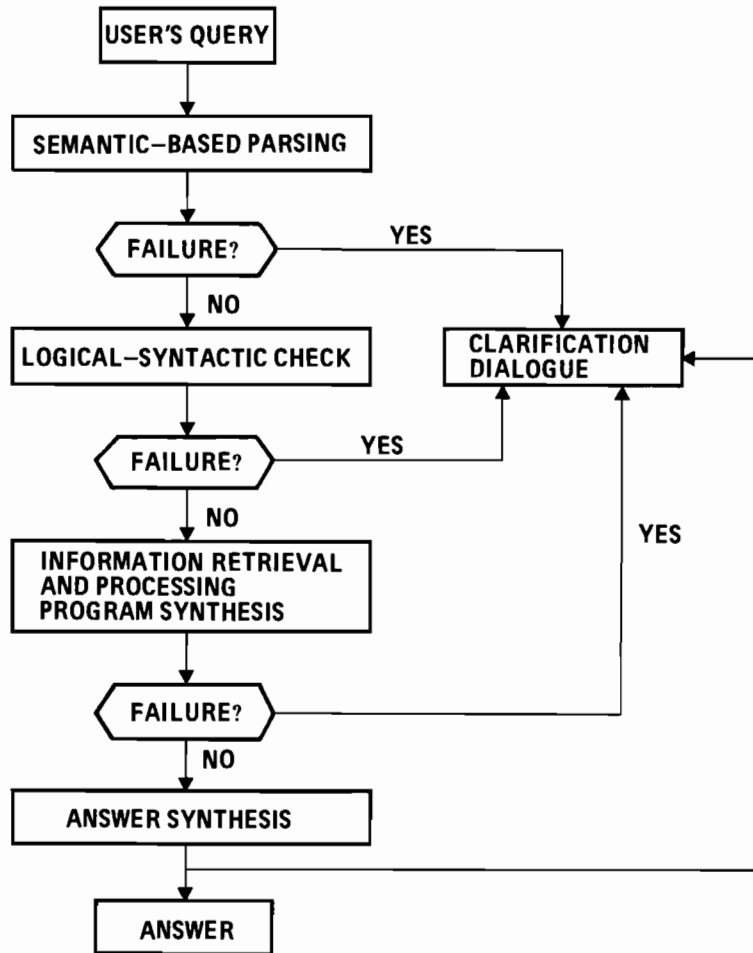 USER'S QUERY
SEMANTIC–BASED PARSING
FAILURE?
YES
NO
LOGICAL–SYNTACTIC CHECK
CLARIFICATION
DIALOGUE
FAILURE?
YES
NO
INFORMATION RETRIEVAL
AND PROCESSING
PROGRAM SYNTHESIS
YES
FAILURE?
NO
ANSWER SYNTHESIS
ANSWER